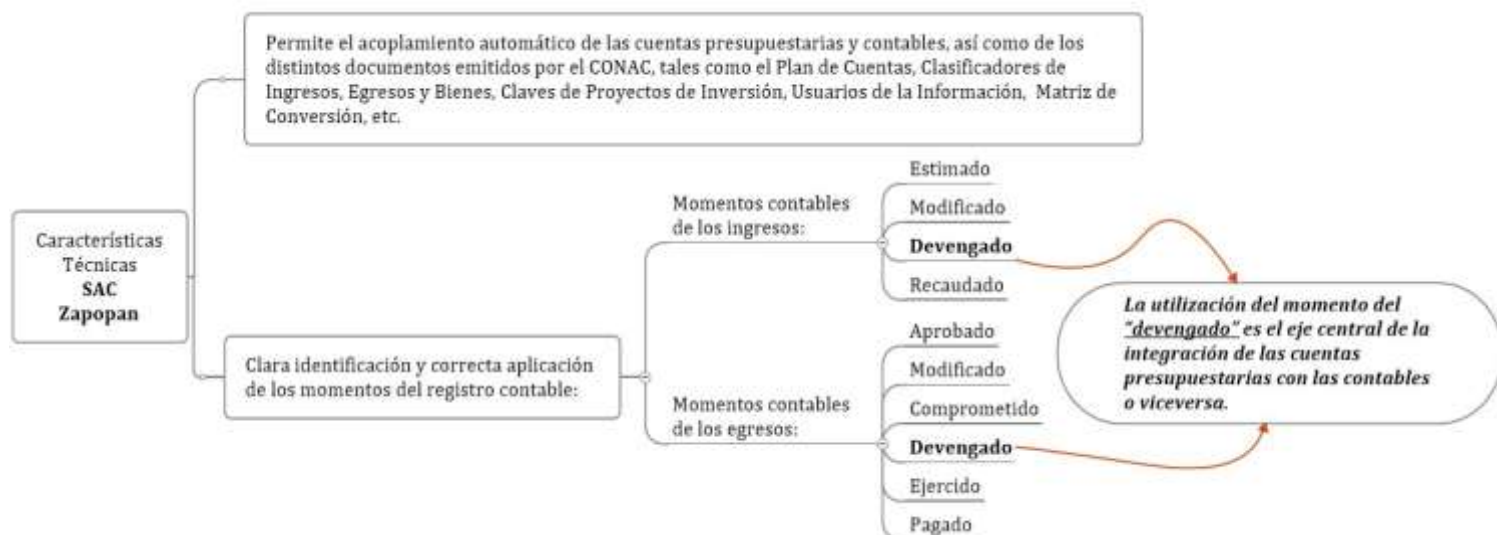 Permite el acoplamiento automático de las cuentas presupuestarias y contables, así como de los
distintos documentos emitidos por el CONAC, tales como el Plan de Cuentas, Clasificadores de
Ingresos, Egresos y Bienes, Claves de Proyectos de Inversión, Usuarios de la Información, Matriz de
Conversión, etc.
Características
Técnicas
SAC
Zapopan
Clara identificación y correcta aplicación
de los momentos del registro contable:
Momentos contables
de los ingresos:
Estimado
Modificado
Devengado
Recaudado
Momentos contables
de los egresos:
Aprobado
Modificado
Comprometido
Devengado
Ejercido
Pagado
La utilización del momento del
"devengado" es el eje central de la
integración de las cuentas
presupuestarias con las contables
o viceversa.